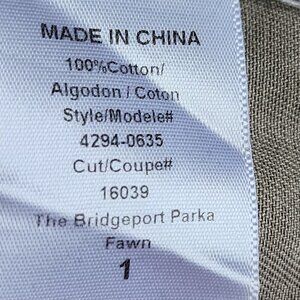 MADE IN CHINA
100%Cotton/
Algodon / Coton
Style/Modele#
4294-0635
Cut/Coupe#
16039
The Bridgeport Parka
Fawn
1